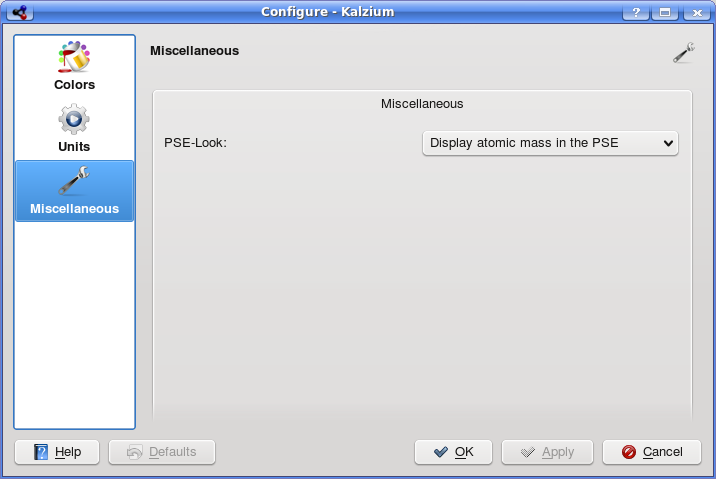 Configure - Kalzium
?
Colors
Units
Miscellaneous
Miscellaneous
Miscellaneous
PSE-Look:
Display atomic mass in the PSE
Help
Defaults
OK
Apply
Cancel